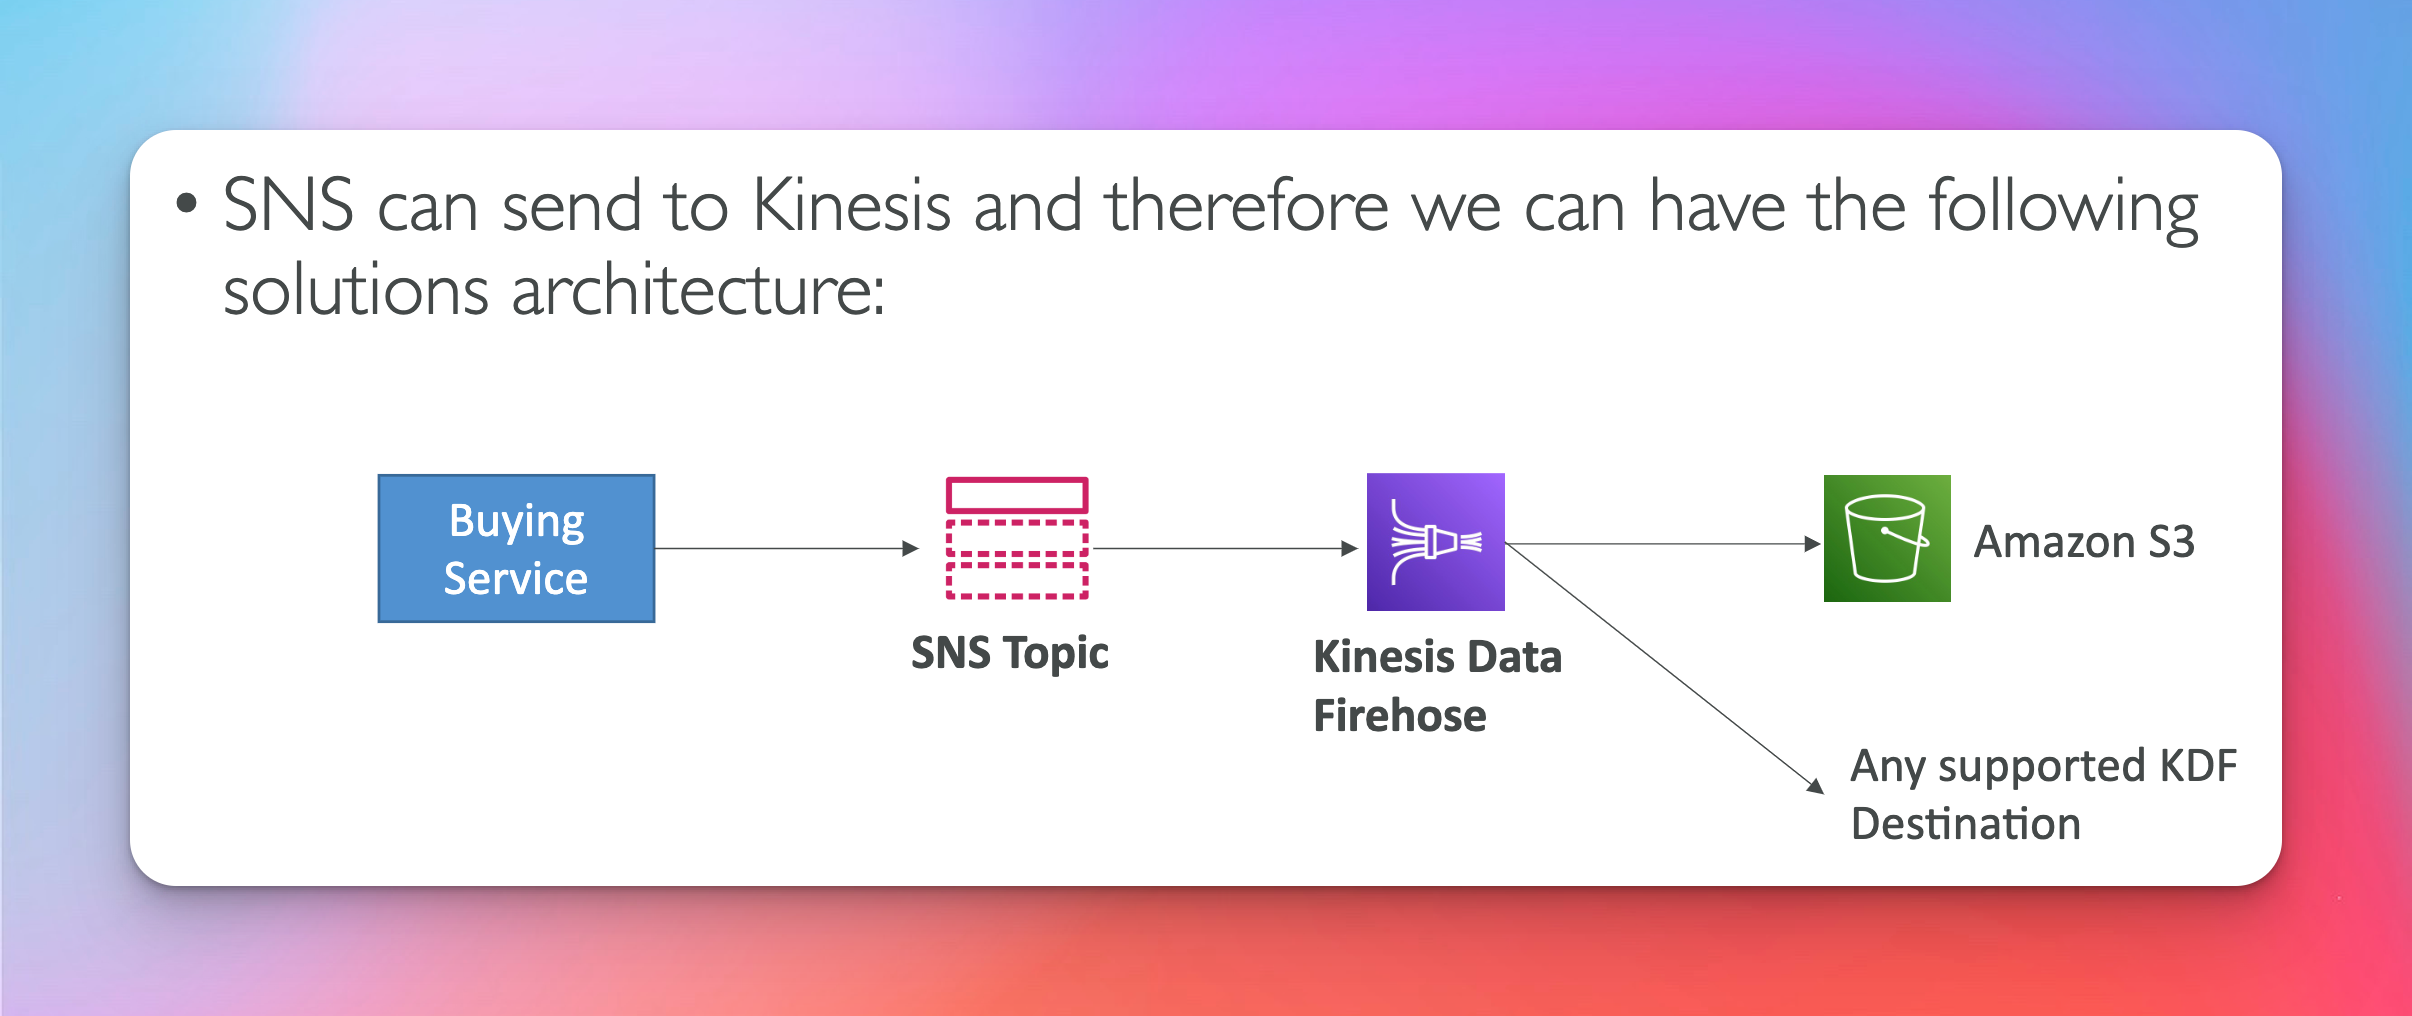 • SNS can send to Kinesis and therefore we can have the following
solutions architecture:
Buying
Service
SNS Topic
Kinesis Data
Firehose
Amazon S3
Any supported KDF
Destination